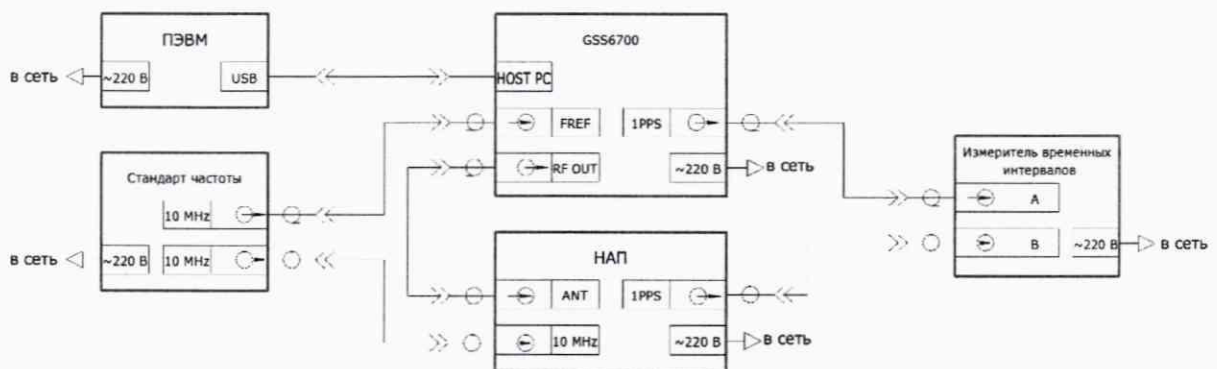 ПЭВМ
в сеть
~220 В
USB
GSS6700
HOST PC
FREF
1PPS
RF OUT
~220 В
в сеть
Стандарт частоты
10 MHz
в сеть
~220 В
10 MHz
НАП
ANT
1PPS
10 MHz
~220 В
в сеть
Измеритель временных
интервалов
A
B
~220 В
в сеть